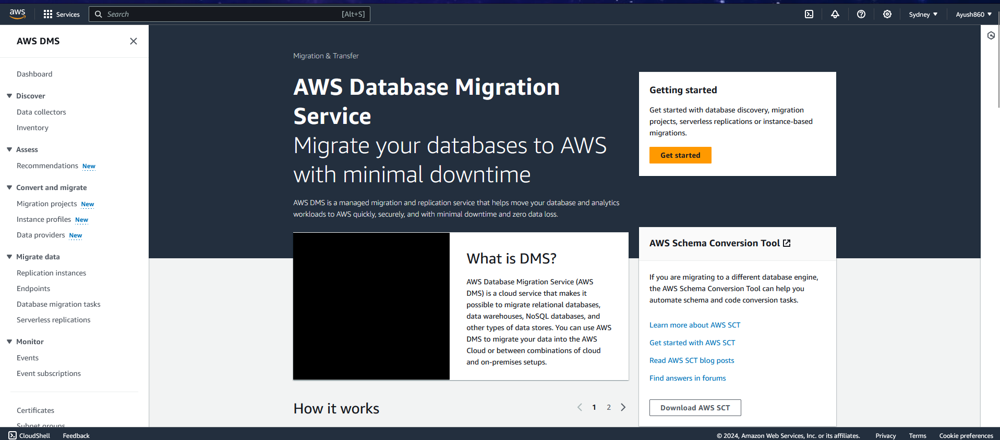 aws
Services
Search
[Alt+S]
Sydney
Ayush860
AWS DMS
Dashboard
Discover
Data collectors
Inventory
Assess
Recommendations New
Convert and migrate
Migration projects New
Instance profiles New
Data providers New
Migrate data
Replication instances
Endpoints
Database migration tasks
Serverless replications
Monitor
Events
Event subscriptions
Certificates
Subnet groups
Migration & Transfer
AWS Database Migration
Service
Migrate your databases to AWS
with minimal downtime
AWS DMS is a managed migration and replication service that helps move your database and analytics
workloads to AWS quickly, securely, and with minimal downtime and zero data loss.
What is DMS?
AWS Database Migration Service (AWS
DMS) is a cloud service that makes it
possible to migrate relational databases,
data warehouses, NoSQL databases, and
other types of data stores. You can use AWS
DMS to migrate your data into the AWS
Cloud or between combinations of cloud
and on-premises setups.
How it works
1 2
Getting started
Get started with database discovery, migration
projects, serverless replications or instance-based
migrations.
Get started
AWS Schema Conversion Tool
If you are migrating to a different database engine,
the AWS Schema Conversion Tool can help you
automate schema and code conversion tasks.
Learn more about AWS SCT
Get started with AWS SCT
Read AWS SCT blog posts
Find answers in forums
Download AWS SCT
CloudShell
Feedback
© 2024, Amazon Web Services, Inc. or its affiliates.
Privacy
Terms
Cookie preferences